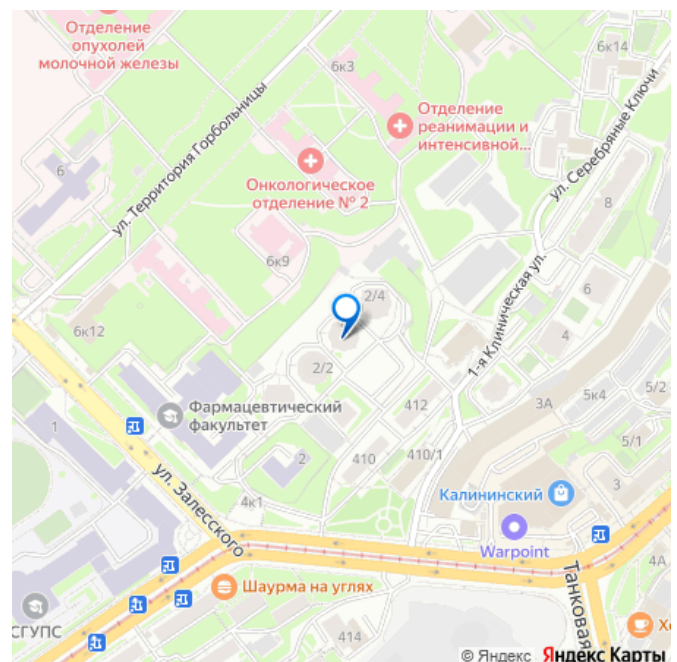 Отделение
опухолей
молочной железы
6к3
6к14
Отделение
реанимации и
интенсивной...
ул. Территория Горбольницы
ул. Серебряные Ключи
6
Онкологическое
отделение № 2
8
6к9
2/4
6
1-я Клиническая ул.
6к12
4
2/2
Фармацевтический
факультет
412
3А
5к4
5/2
1
2
410
410/1
5/1
ул. Залесского
4к1
Калининский
3
Warpoint
Танковая
4А
Шаурма на углях
СГУПС
414
Хо
© Яндекс Яндекс Карты